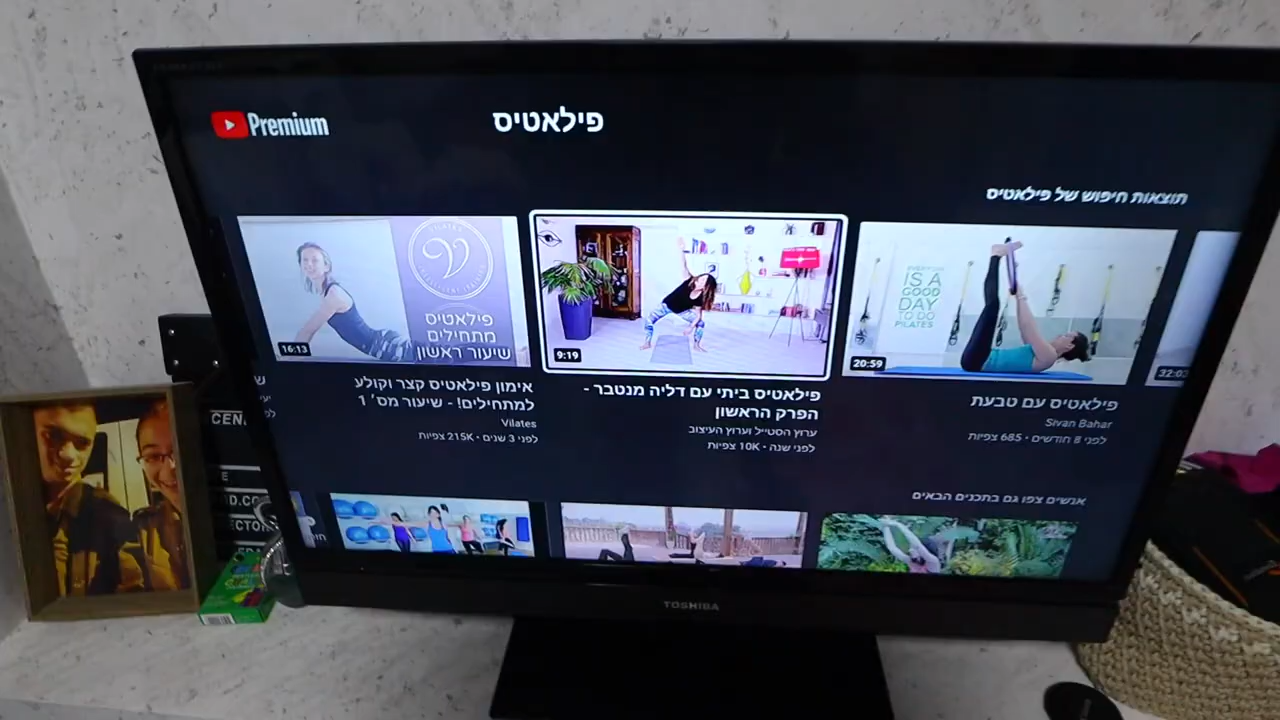 Premium
פילאטיס
תוצאות חיפוש של פילאטיס
EVERYDAY
IS A
GOOD
DAY
TO DO
PILATES
20:59
פילאטיס עם טבעת
Sivan Bahar
לפני 8 חודשים • 685 צפיות
9:19
פילאטיס ביתי עם דליה מנטבר -
הפרק הראשון
ערוץ הסטייל וערוץ העיצוב
לפני שנה • 10K צפיות
VILATES
פילאטיס
מתחילים
שיעור ראשון
16:13
אימון פילאטיס קצר וקולע
למתחילים! - שיעור מס׳ 1
Vilates
לפני 3 שנים • 215K צפיות
32:03
אנשים צפו גם בתכנים הבאים
TOSHIBA